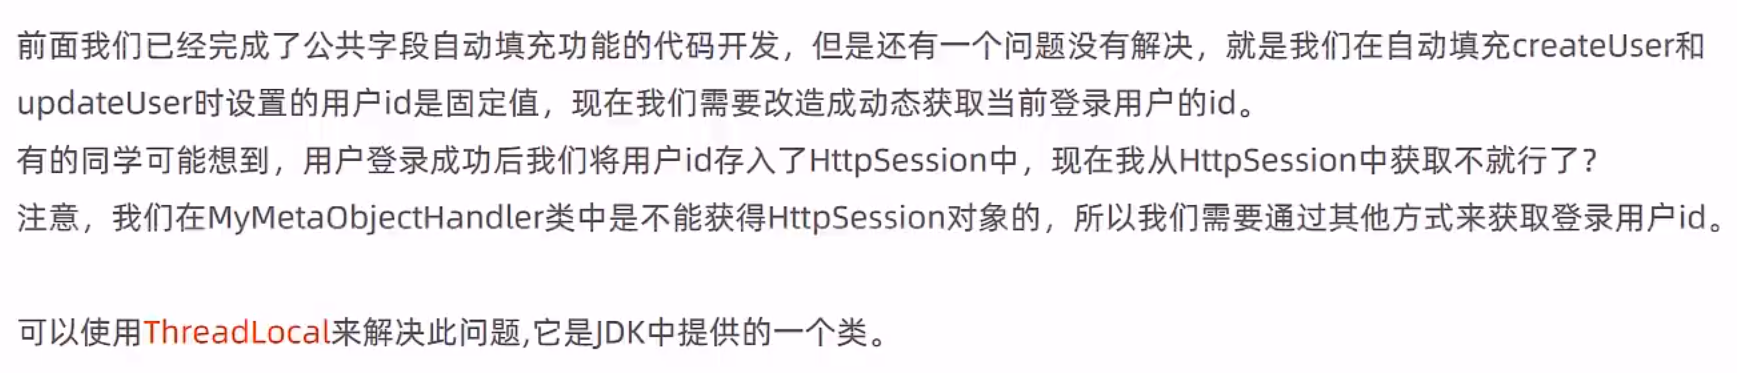 前面我们已经完成了公共字段自动填充功能的代码开发，但是还有一个问题没有解决，就是我们在自动填充createUser和
updateUser时设置的用户id是固定值，现在我们需要改造成动态获取当前登录用户的id。
有的同学可能想到，用户登录成功后我们将用户id存入了HttpSession中，现在我从HttpSession中获取不就行了？
注意，我们在MyMetaObjectHandler类中是不能获得HttpSession对象的，所以我们需要通过其他方式来获取登录用户id。
可以使用ThreadLocal来解决此问题,它是JDK中提供的一个类。